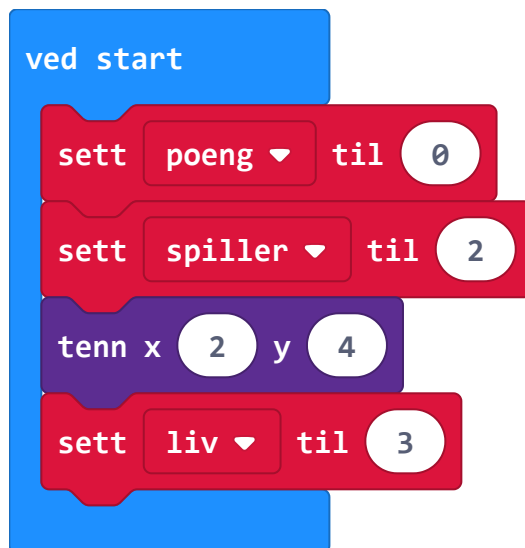 ved start
sett poeng til 0
sett spiller til 2
tenn x 2 y 4
sett liv til 3